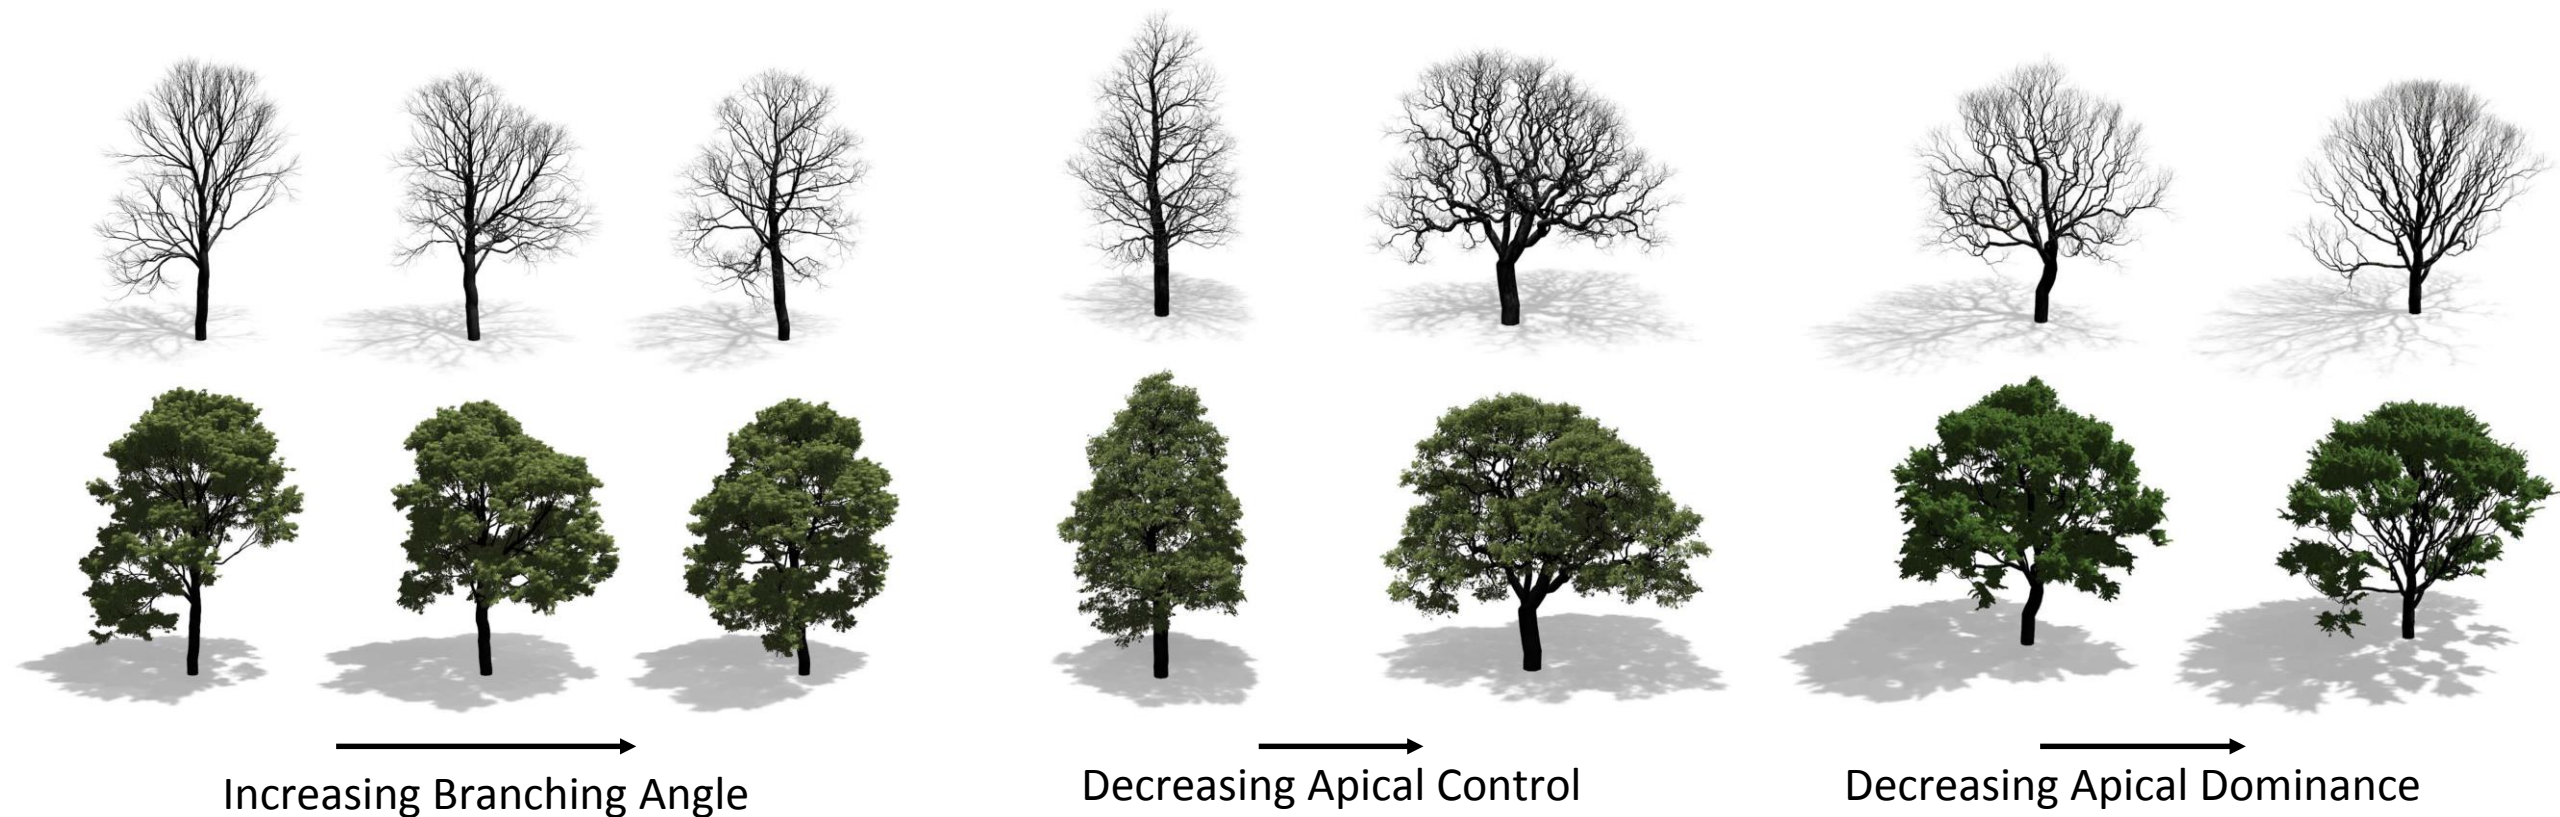 Increasing Branching Angle
Decreasing Apical Control
Decreasing Apical Dominance